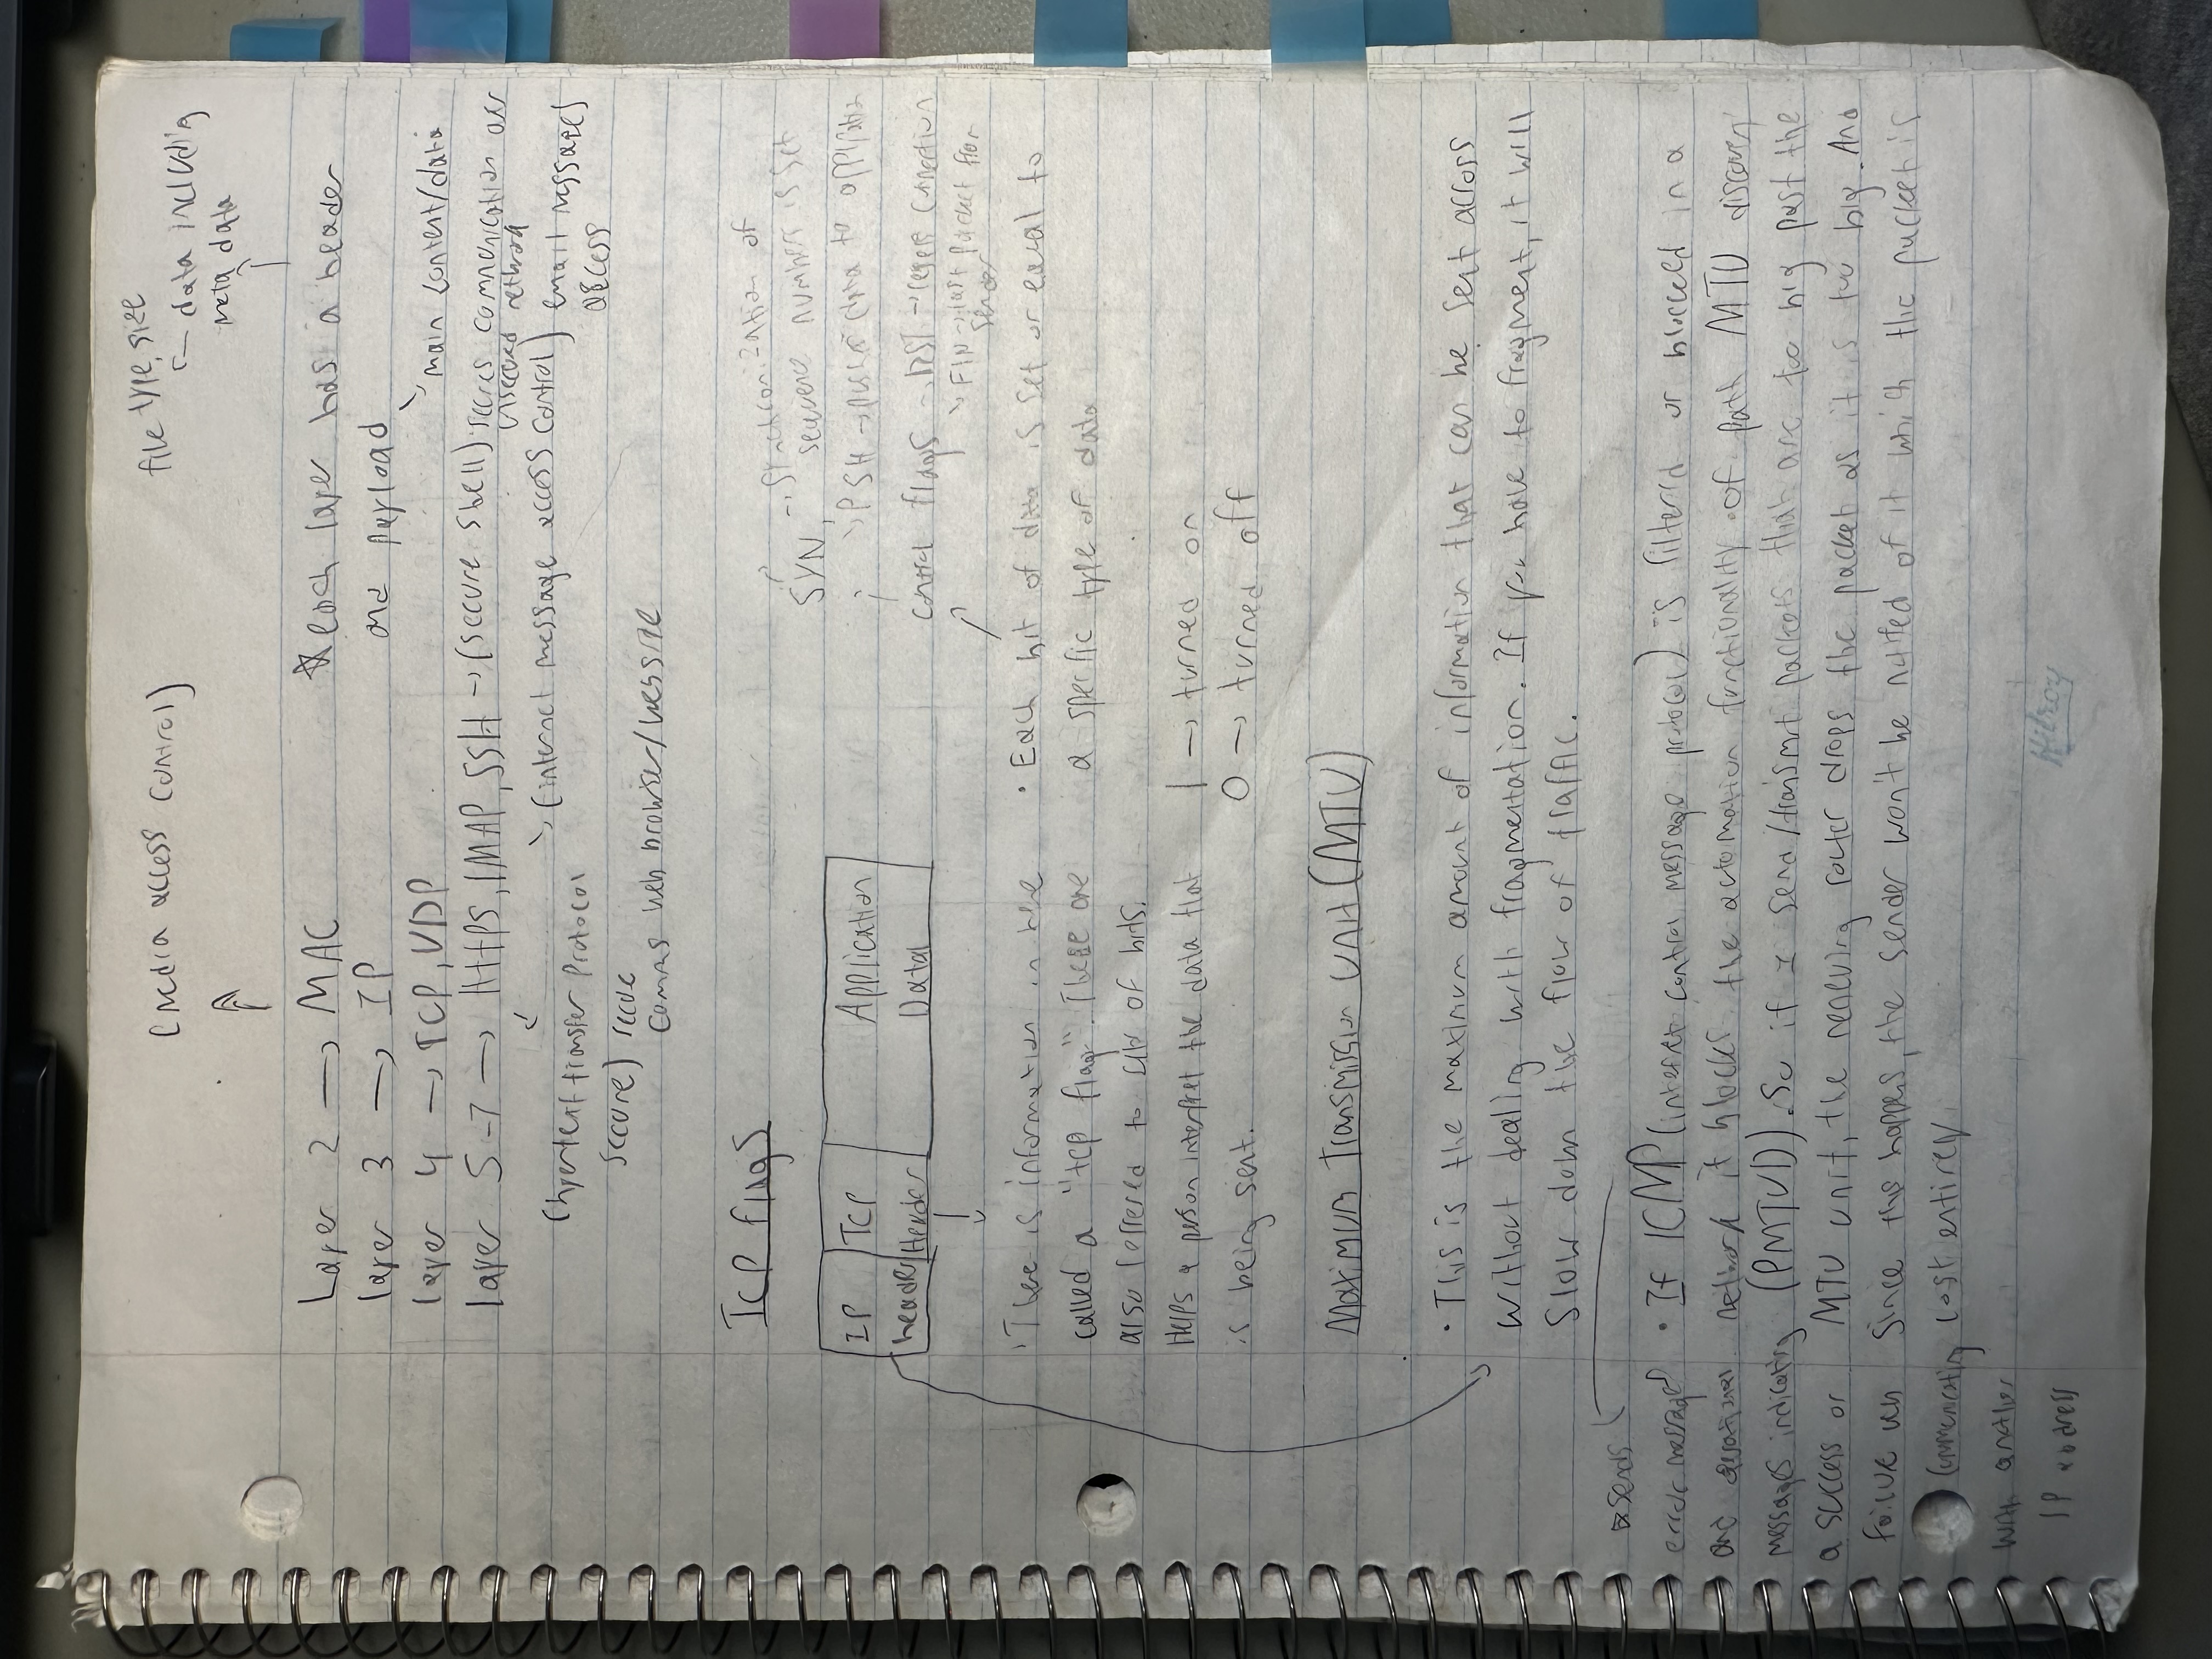 (media access control)
file type, size
data including
meta data
Layer 2 → MAC
*each layer has a header
layer 3 → IP
and payload
layer 4 → TCP, UDP
main content/data
layer 5-7 → HttPS, IMAP, SSH → (secure shell)
communication
unsecured network
(internet message access control) email messages
access
transfer Protocol
secure)
comms web browser/website
TCP flags
SYN, → synchronization of
sequence numbers is set
IP TCP Application
header Header Data
PSH → data to application
control flags → RST → connection
FIN → last packet from
sender
There is information in here
called a "tcp flag". These are
also referred to of bits.
Helps a person interpret the data that
is being sent.
• Each bit of data is set or equal to
a specific type of data
1 → turned on
0 → turned off
Maximum Transmission Unit (MTU)
• This is the maximum amount of information that can be sent across
without dealing with fragmentation. If you have to fragment, it will
slow down the flow of traffic.
sends
error messages
and operational
messages indicating
a success or
failure
communicating
with another
IP address
• If ICMP (internet control message protocol) is filtered or blocked in a
network it blocks the automation functionality of path MTU discovery
(PMTUD). So if I send/transmit packets that are too big past the
MTU unit, the router drops the packet as it is too big. And
since this happens, the sender won't be notified of it which the packet is
lost entirely
Hilroy